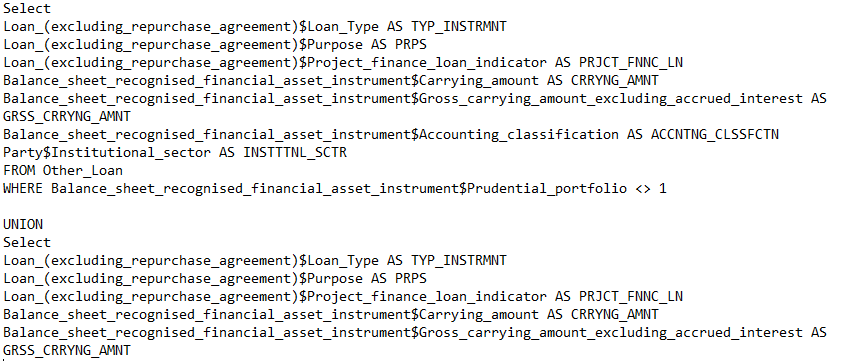 Select
Loan_(excluding_repurchase_agreement)$Loan_Type AS TYP_INSTRMNT
Loan_(excluding_repurchase_agreement)$Purpose AS PRPS
Loan_(excluding_repurchase_agreement)$Project_finance_loan_indicator AS PRJCT_FNNC_LN
Balance_sheet_recognised_financial_asset_instrument$Carrying_amount AS CRRYNG_AMNT
Balance_sheet_recognised_financial_asset_instrument$Gross_carrying_amount_excluding_accrued_interest AS
GRSS_CRRYNG_AMNT
Balance_sheet_recognised_financial_asset_instrument$Accounting_classification AS ACCNTNG_CLSSFCTN
Party$Institutional_sector AS INSTTTNL_SCTR
FROM Other_Loan
WHERE Balance_sheet_recognised_financial_asset_instrument$Prudential_portfolio <> 1

UNION
Select
Loan_(excluding_repurchase_agreement)$Loan_Type AS TYP_INSTRMNT
Loan_(excluding_repurchase_agreement)$Purpose AS PRPS
Loan_(excluding_repurchase_agreement)$Project_finance_loan_indicator AS PRJCT_FNNC_LN
Balance_sheet_recognised_financial_asset_instrument$Carrying_amount AS CRRYNG_AMNT
Balance_sheet_recognised_financial_asset_instrument$Gross_carrying_amount_excluding_accrued_interest AS
GRSS_CRRYNG_AMNT